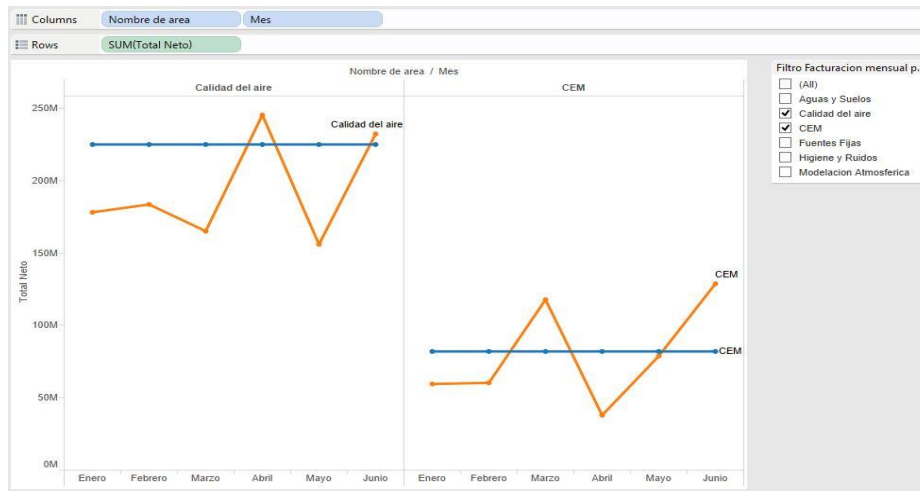 Columns Nombre de area Mes
Rows SUM(Total Neto)
Nombre de area / Mes
Calidad del aire CEM
250M
200M
150M
100M
50M
0M
Total Neto
Calidad del aire
CEM
CEM
Enero Febrero Marzo Abril Mayo Junio Enero Febrero Marzo Abril Mayo Junio
Filtro Facturacion mensual p..
(All)
Aguas y Suelos
Calidad del aire
CEM
Fuentes Fijas
Higiene y Ruidos
Modelacion Atmosferica